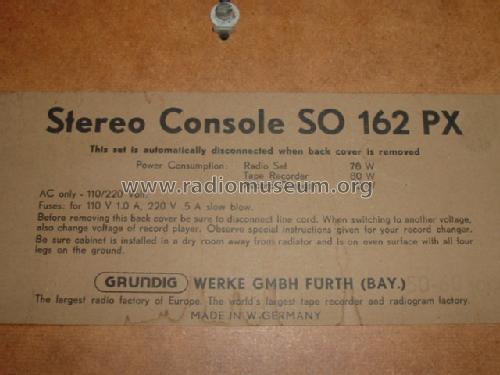 Stereo Console SO 162 PX
This set is automatically disconnected when back cover is removed
Power Consumption: Radio Set 76 W
Tape Recorder 80 W
www.radiomuseum.org
AC only - 110/220 Volt.
Fuses: for 110 V 1.0 A, 220 V .5 A slow blow.
Before removing this back cover be sure to disconnect line cord. When switching to another voltage,
also change voltage of record player. Observe special instructions given for your record changer.
Be sure cabinet is installed in a dry room away from radiator and is on even surface with all four
legs on the ground.
GRUNDIG WERKE GMBH FÜRTH (BAY.)
The largest radio factory of Europe. The world's largest tape recorder and radiogram factory.
MADE IN W.GERMANY